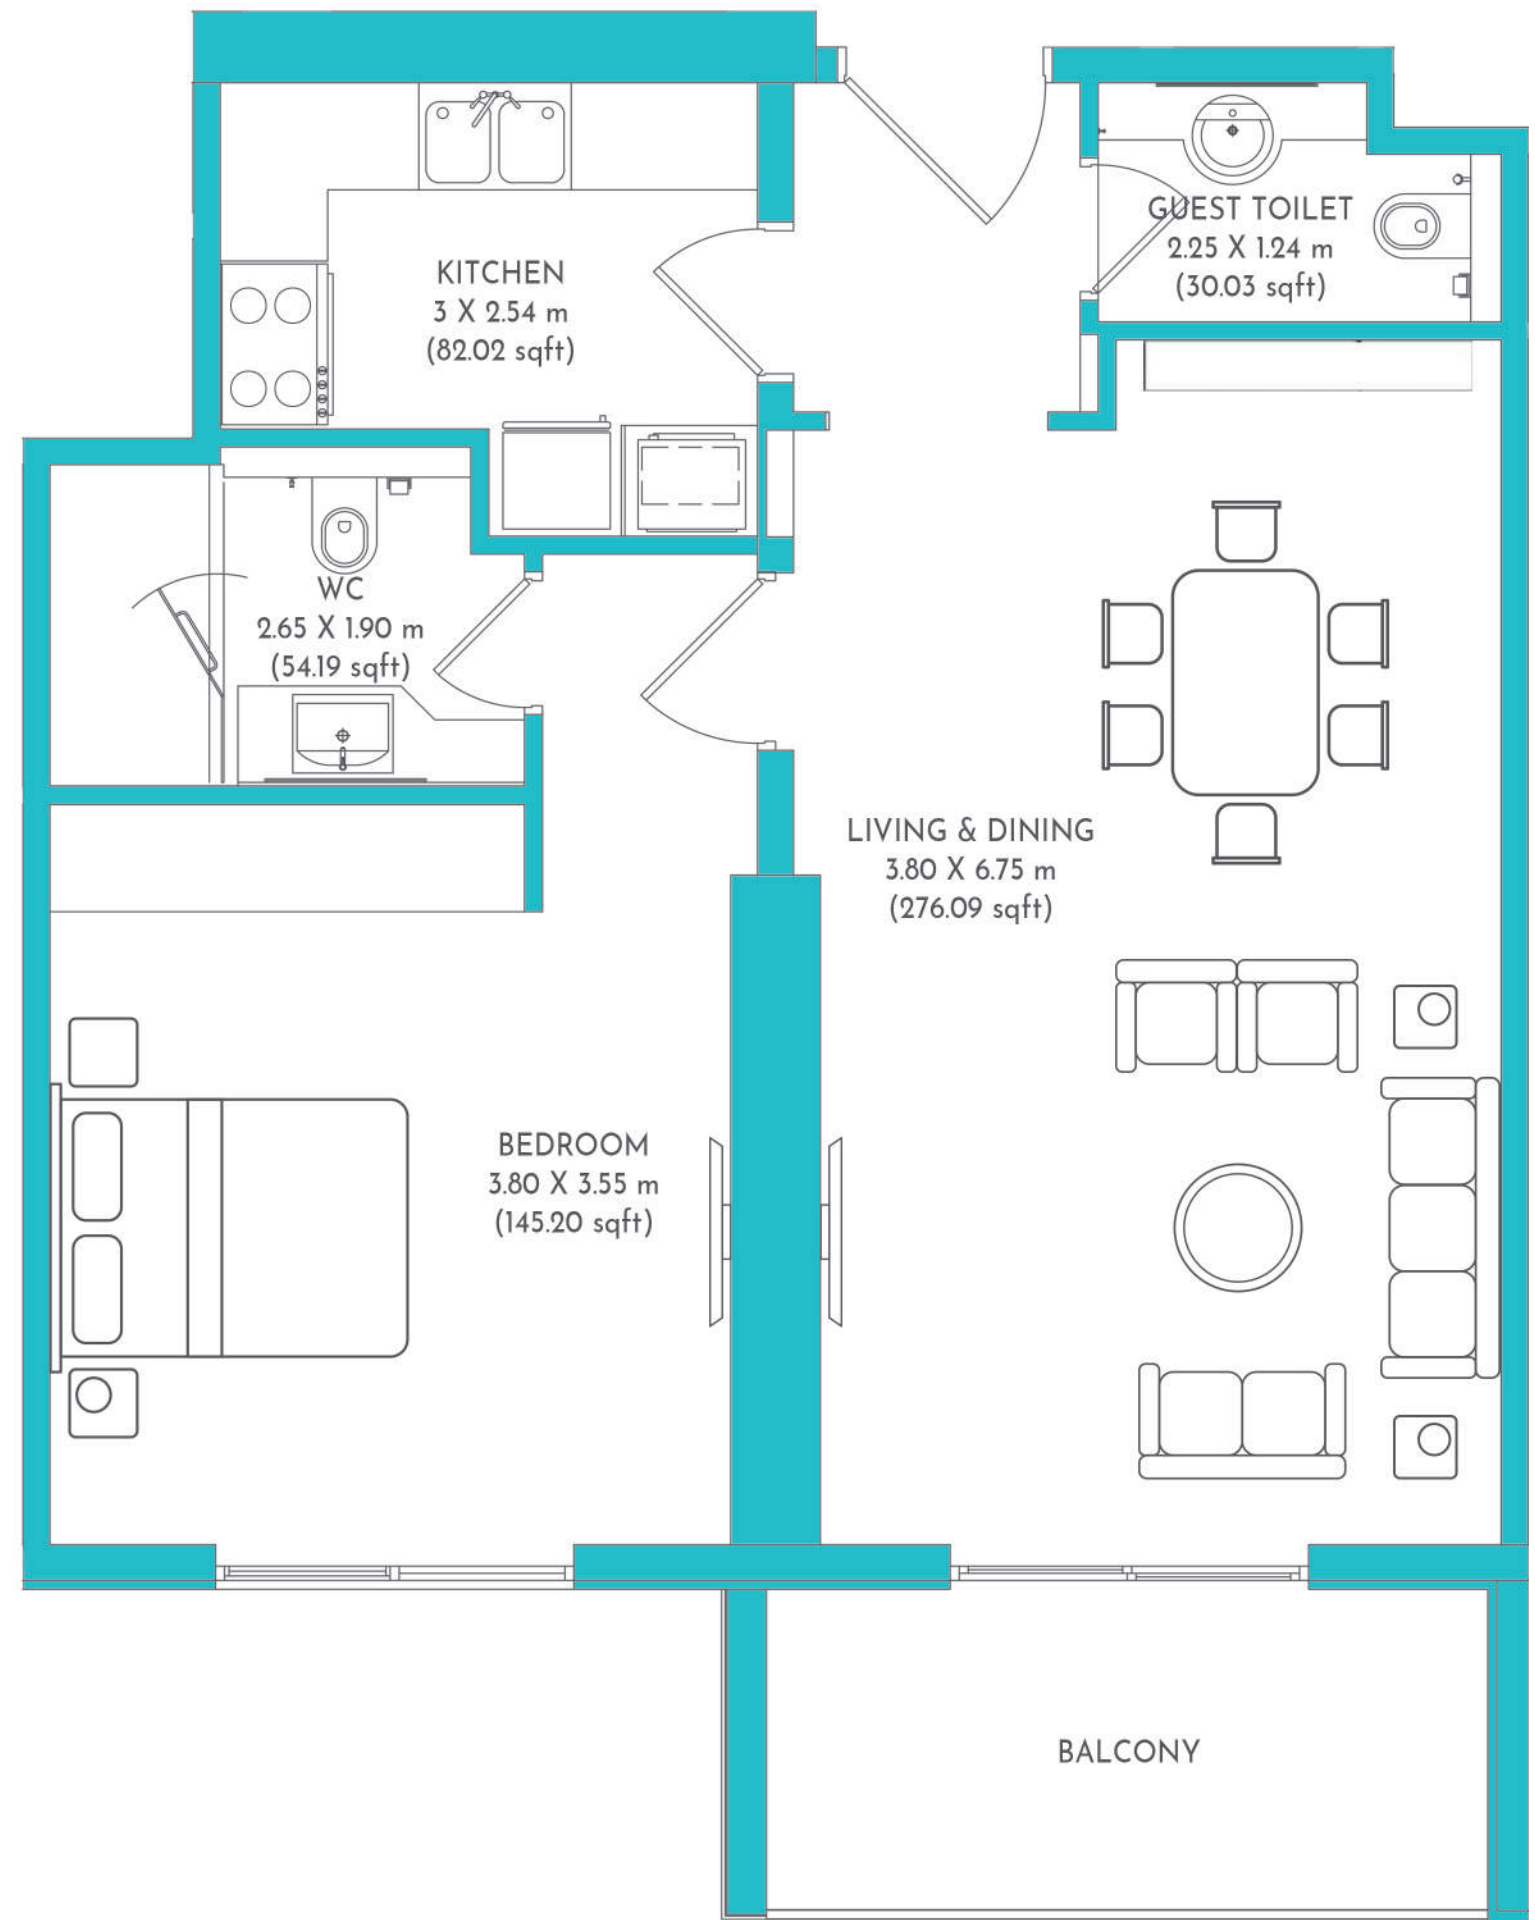 GUEST TOILET
2.25 X 1.24 m
(30.03 sqft)
KITCHEN
3 X 2.54 m
(82.02 sqft)
WC
2.65 X 1.90 m
(54.19 sqft)
LIVING & DINING
3.80 X 6.75 m
(276.09 sqft)
BEDROOM
3.80 X 3.55 m
(145.20 sqft)
BALCONY